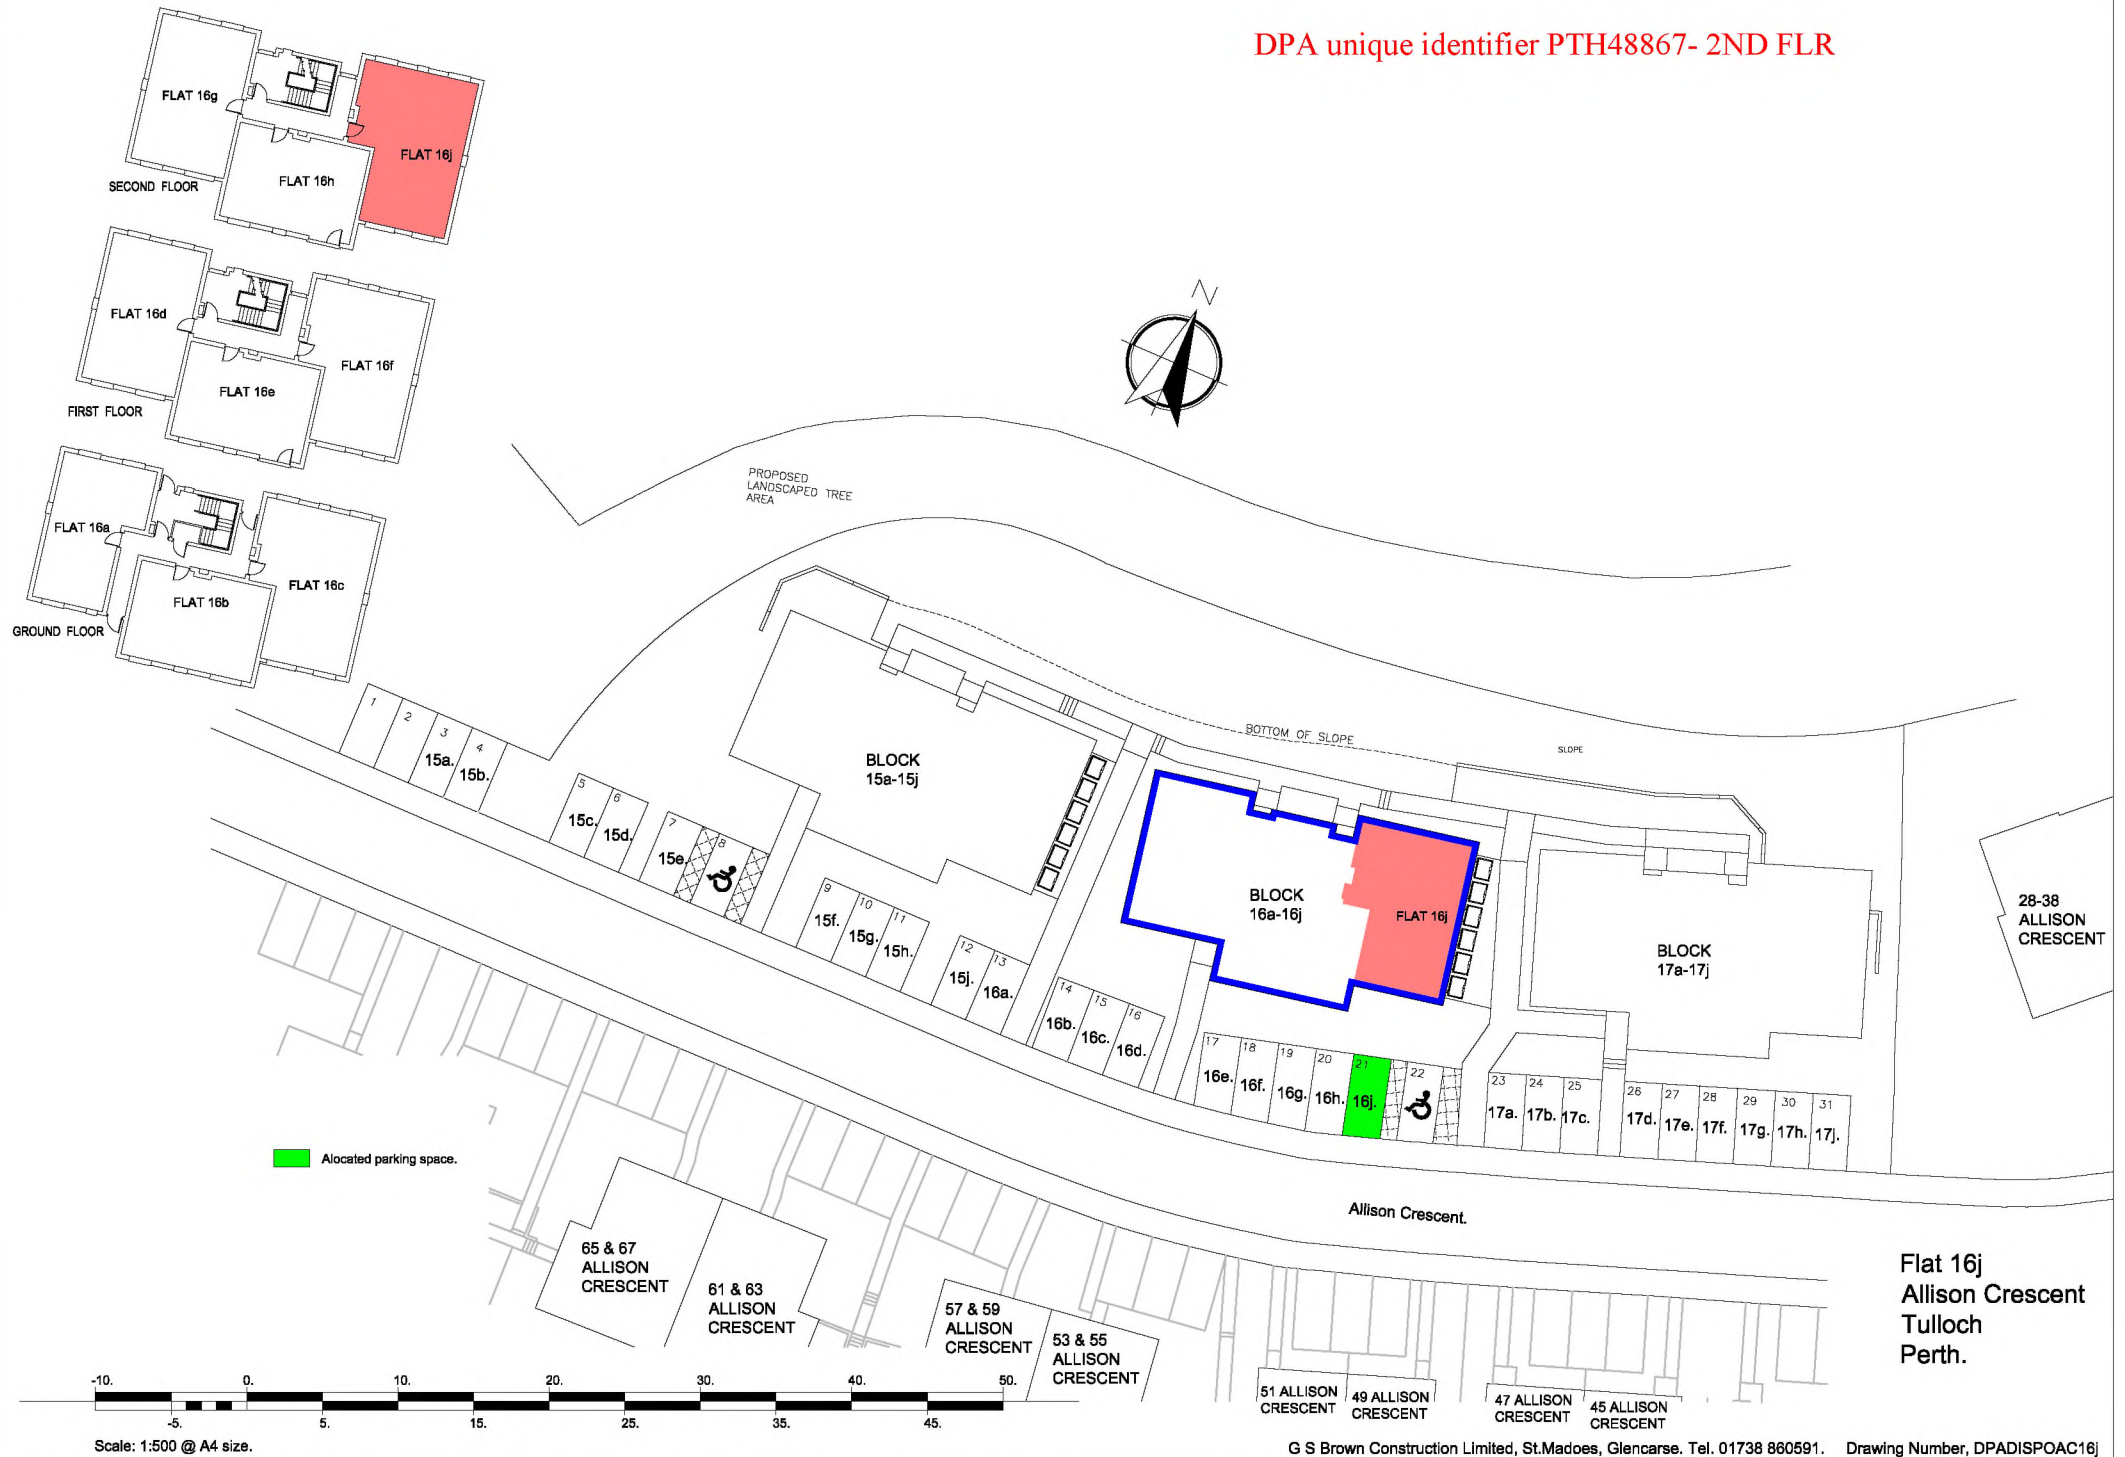 DPA unique identifier PTH48867- 2ND FLR
FLAT 16g
FLAT 16j
FLAT 16h
SECOND FLOOR
FLAT 16d
FLAT 16f
FLAT 16e
FIRST FLOOR
FLAT 16a
FLAT 16c
FLAT 16b
GROUND FLOOR
N
PROPOSED
LANDSCAPED TREE
AREA
BOTTOM OF SLOPE
SLOPE
BLOCK
15a-15j
BLOCK
16a-16j
FLAT 16j
BLOCK
17a-17j
28-38
ALLISON
CRESCENT
1
2
3
15a.
4
15b.
5
15c.
6
15d.
7
15e.
8
9
15f.
10
15g.
11
15h.
12
15j.
13
16a.
14
16b.
15
16c.
16
16d.
17
16e.
18
16f.
19
16g.
20
16h.
21
16j.
22
23
17a.
24
17b.
25
17c.
26
17d.
27
17e.
28
17f.
29
17g.
30
17h.
31
17j.
Alocated parking space.
Allison Crescent.
65 & 67
ALLISON
CRESCENT
61 & 63
ALLISON
CRESCENT
57 & 59
ALLISON
CRESCENT
53 & 55
ALLISON
CRESCENT
51 ALLISON
CRESCENT
49 ALLISON
CRESCENT
47 ALLISON
CRESCENT
45 ALLISON
CRESCENT
Flat 16j
Allison Crescent
Tulloch
Perth.
-10. 0. 10. 20. 30. 40. 50.
-5. 5. 15. 25. 35. 45.
Scale: 1:500 @ A4 size.
G S Brown Construction Limited, St.Madoes, Glencarse. Tel. 01738 860591. Drawing Number, DPADISPOAC16j